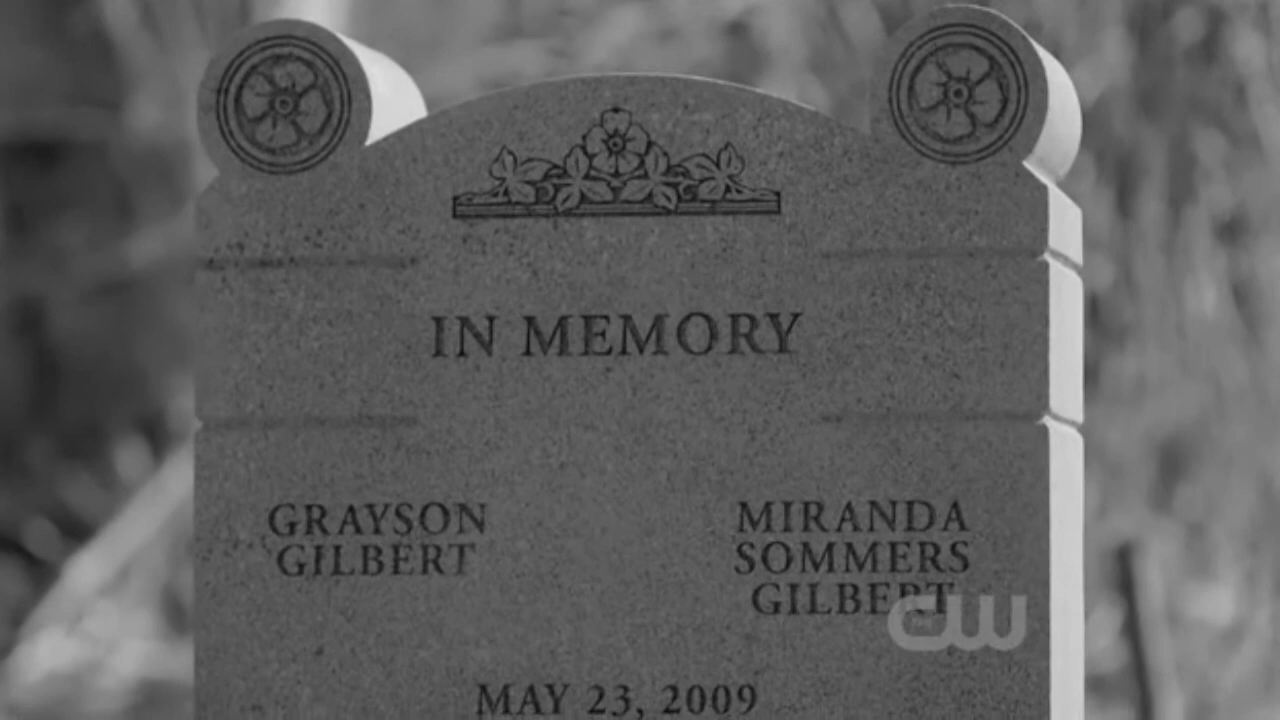 IN MEMORY
GRAYSON
GILBERT
MIRANDA
SOMMERS
GILBERT
CW
MAY 23, 2009